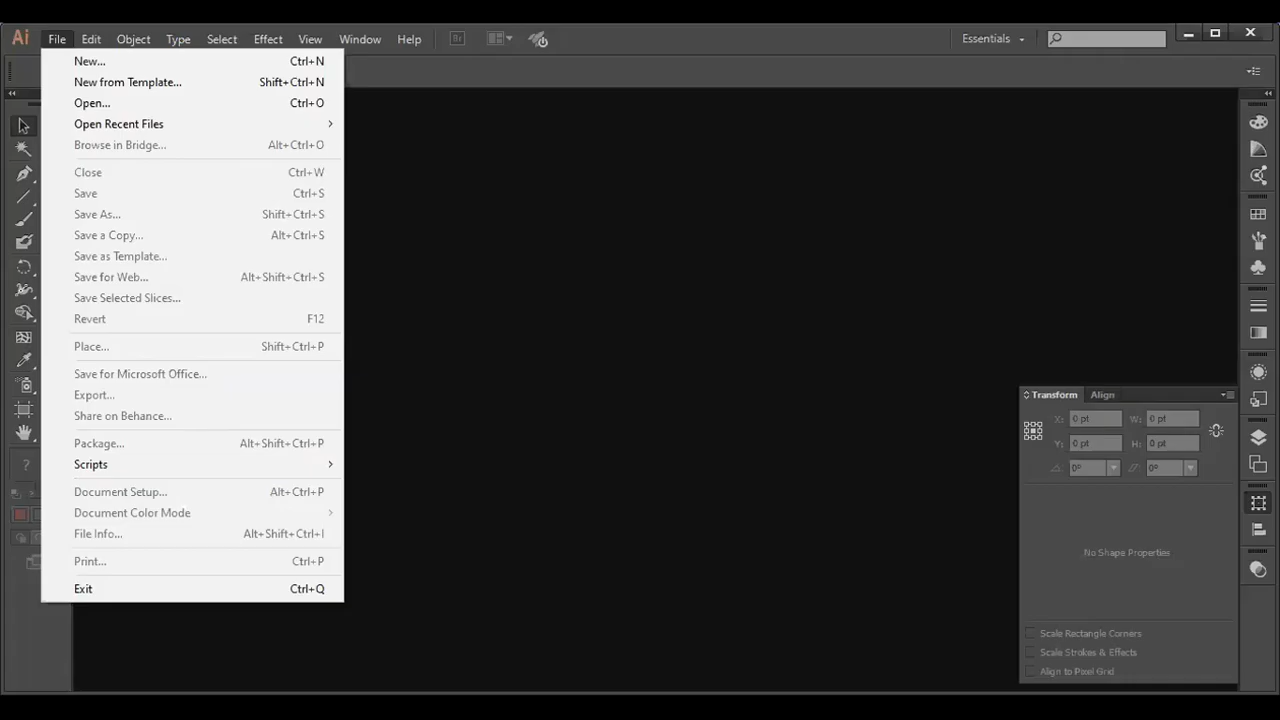 Ai File Edit Object Type Select Effect View Window Help Br Essentials
New... Ctrl+N
New from Template... Shift+Ctrl+N
Open... Ctrl+O
Open Recent Files
Browse in Bridge... Alt+Ctrl+O
Close Ctrl+W
Save Ctrl+S
Save As... Shift+Ctrl+S
Save a Copy... Alt+Ctrl+S
Save as Template...
Save for Web... Alt+Shift+Ctrl+S
Save Selected Slices...
Revert F12
Place... Shift+Ctrl+P
Save for Microsoft Office...
Export...
Share on Behance...
Package... Alt+Shift+Ctrl+P
Scripts
Document Setup... Alt+Ctrl+P
Document Color Mode
File Info... Alt+Shift+Ctrl+I
Print... Ctrl+P
Exit Ctrl+Q
?
Transform Align
X: 0 pt W: 0 pt
Y: 0 pt H: 0 pt
0° 0°
No Shape Properties
Scale Rectangle Corners
Scale Strokes & Effects
Align to Pixel Grid